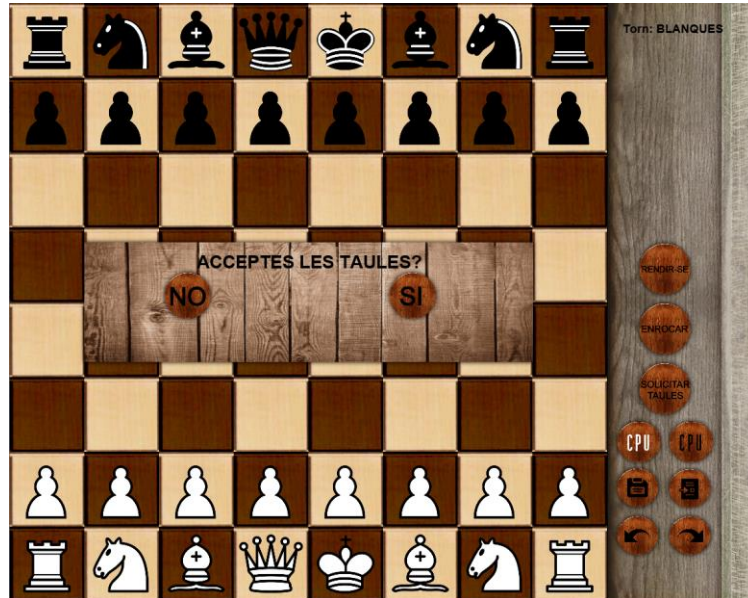 Torn: BLANQUES
ACCEPTES LES TAULES?
NO
SI
RENDIR-SE
ENROCAR
SOLICITAR
TAULES
CPU
CPU